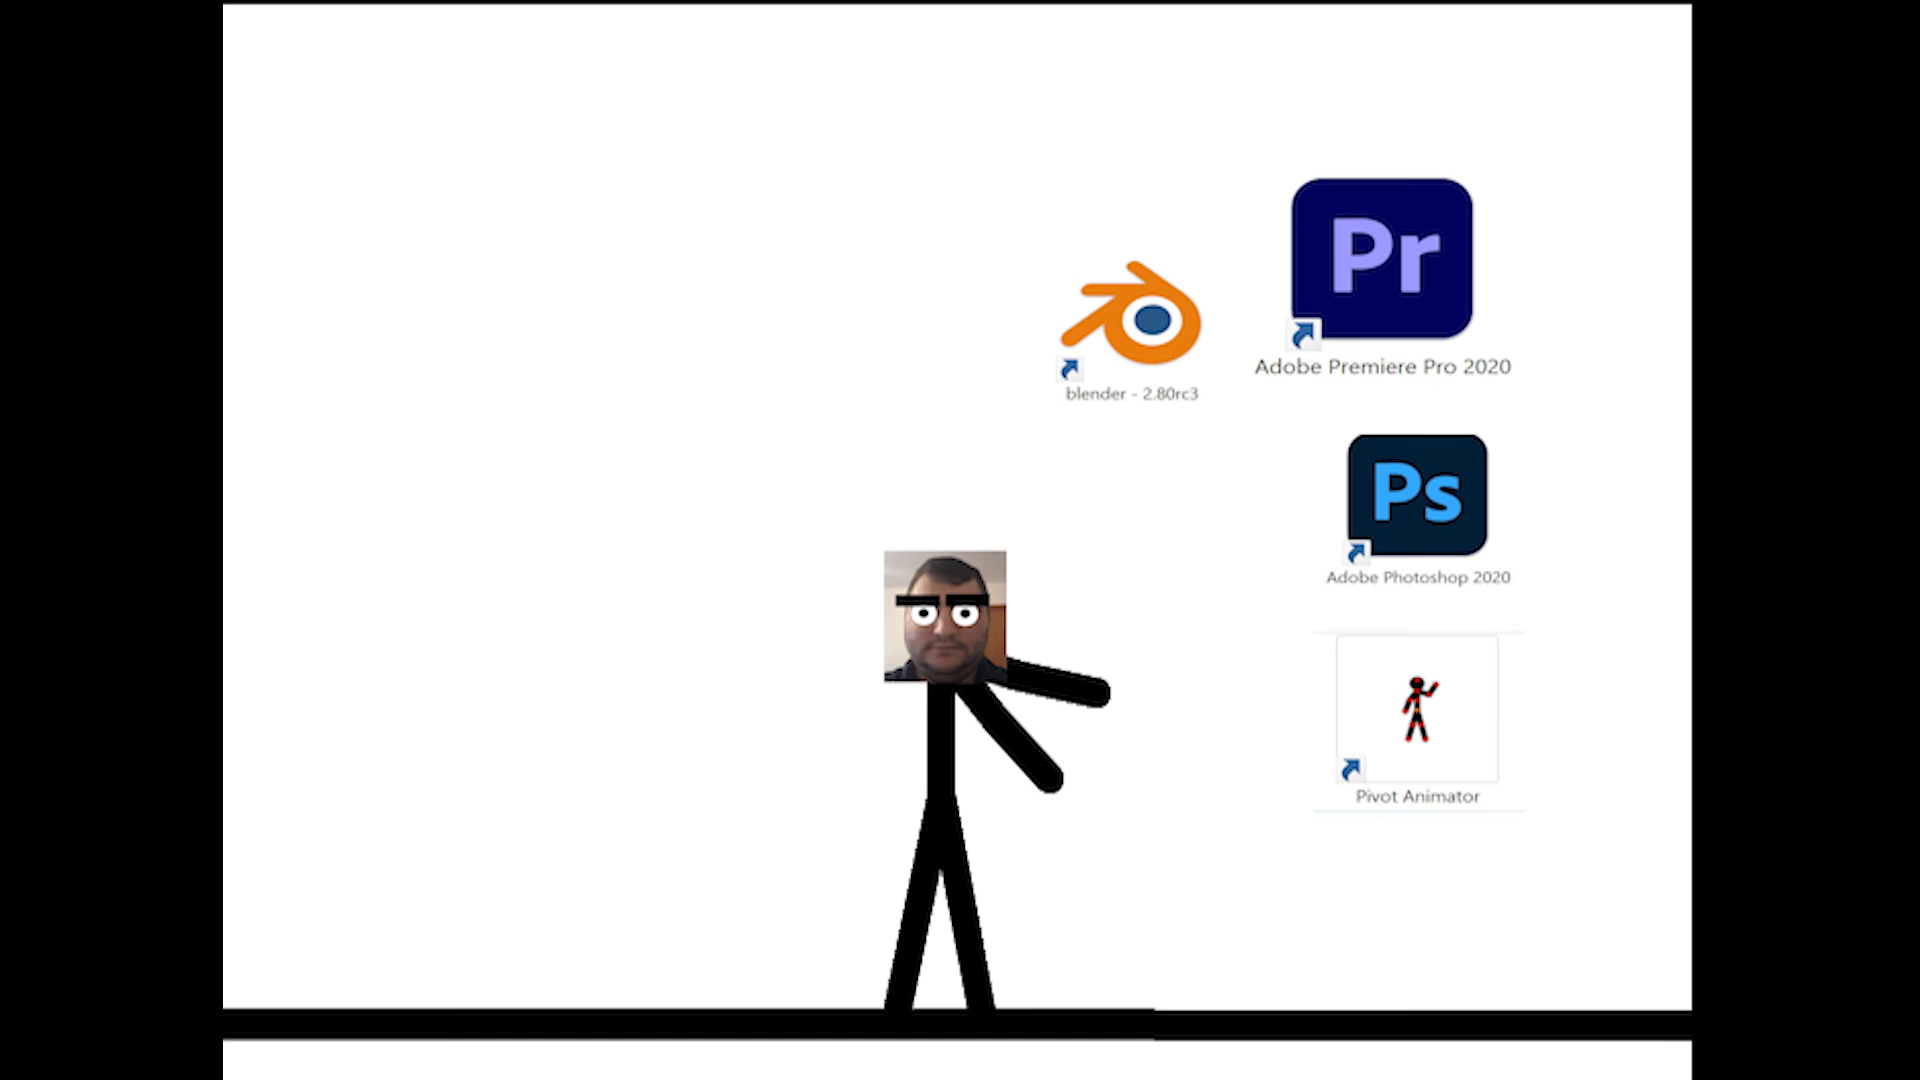 Pr
Adobe Premiere Pro 2020
blender - 2.80rc3
Ps
Adobe Photoshop 2020
Pivot Animator